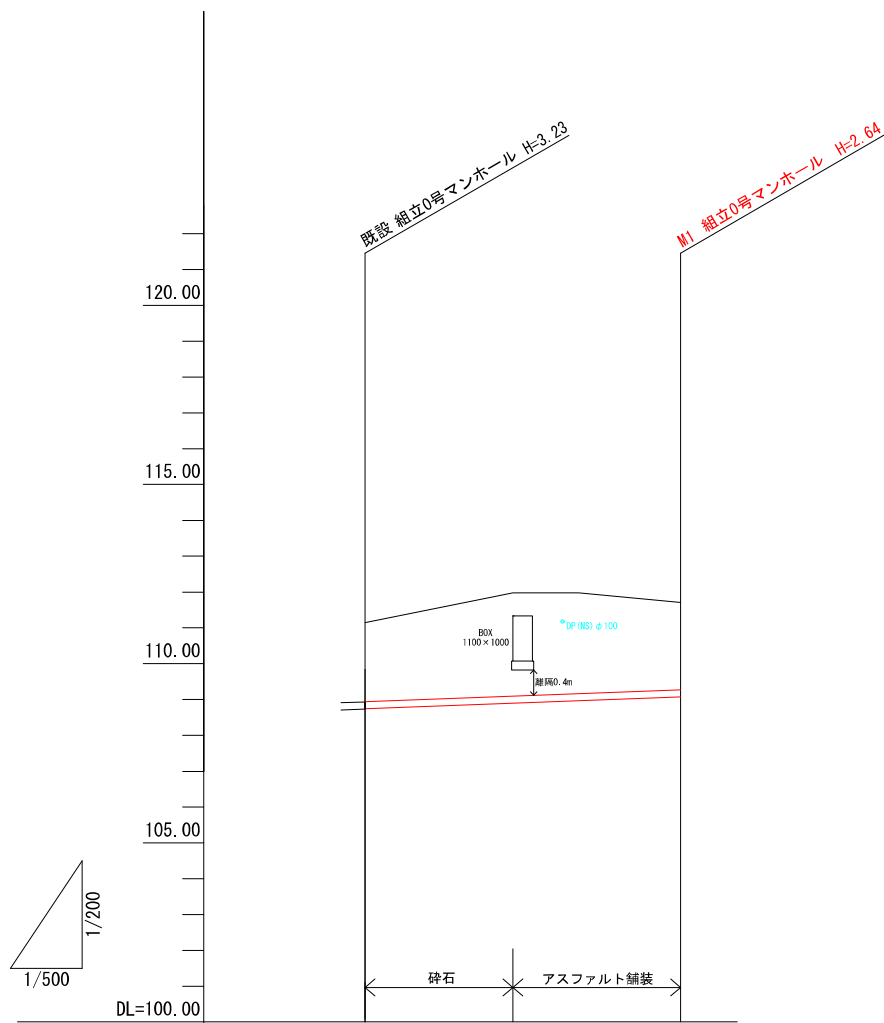 既設 組立0号マンホール H=3.23
M1 組立0号マンホール H=2.64
120.00
115.00
BOX
1100×1000
DP(NS)φ100
110.00
離隔0.4m
105.00
1/200
1/500
砕石
アスファルト舗装
DL=100.00